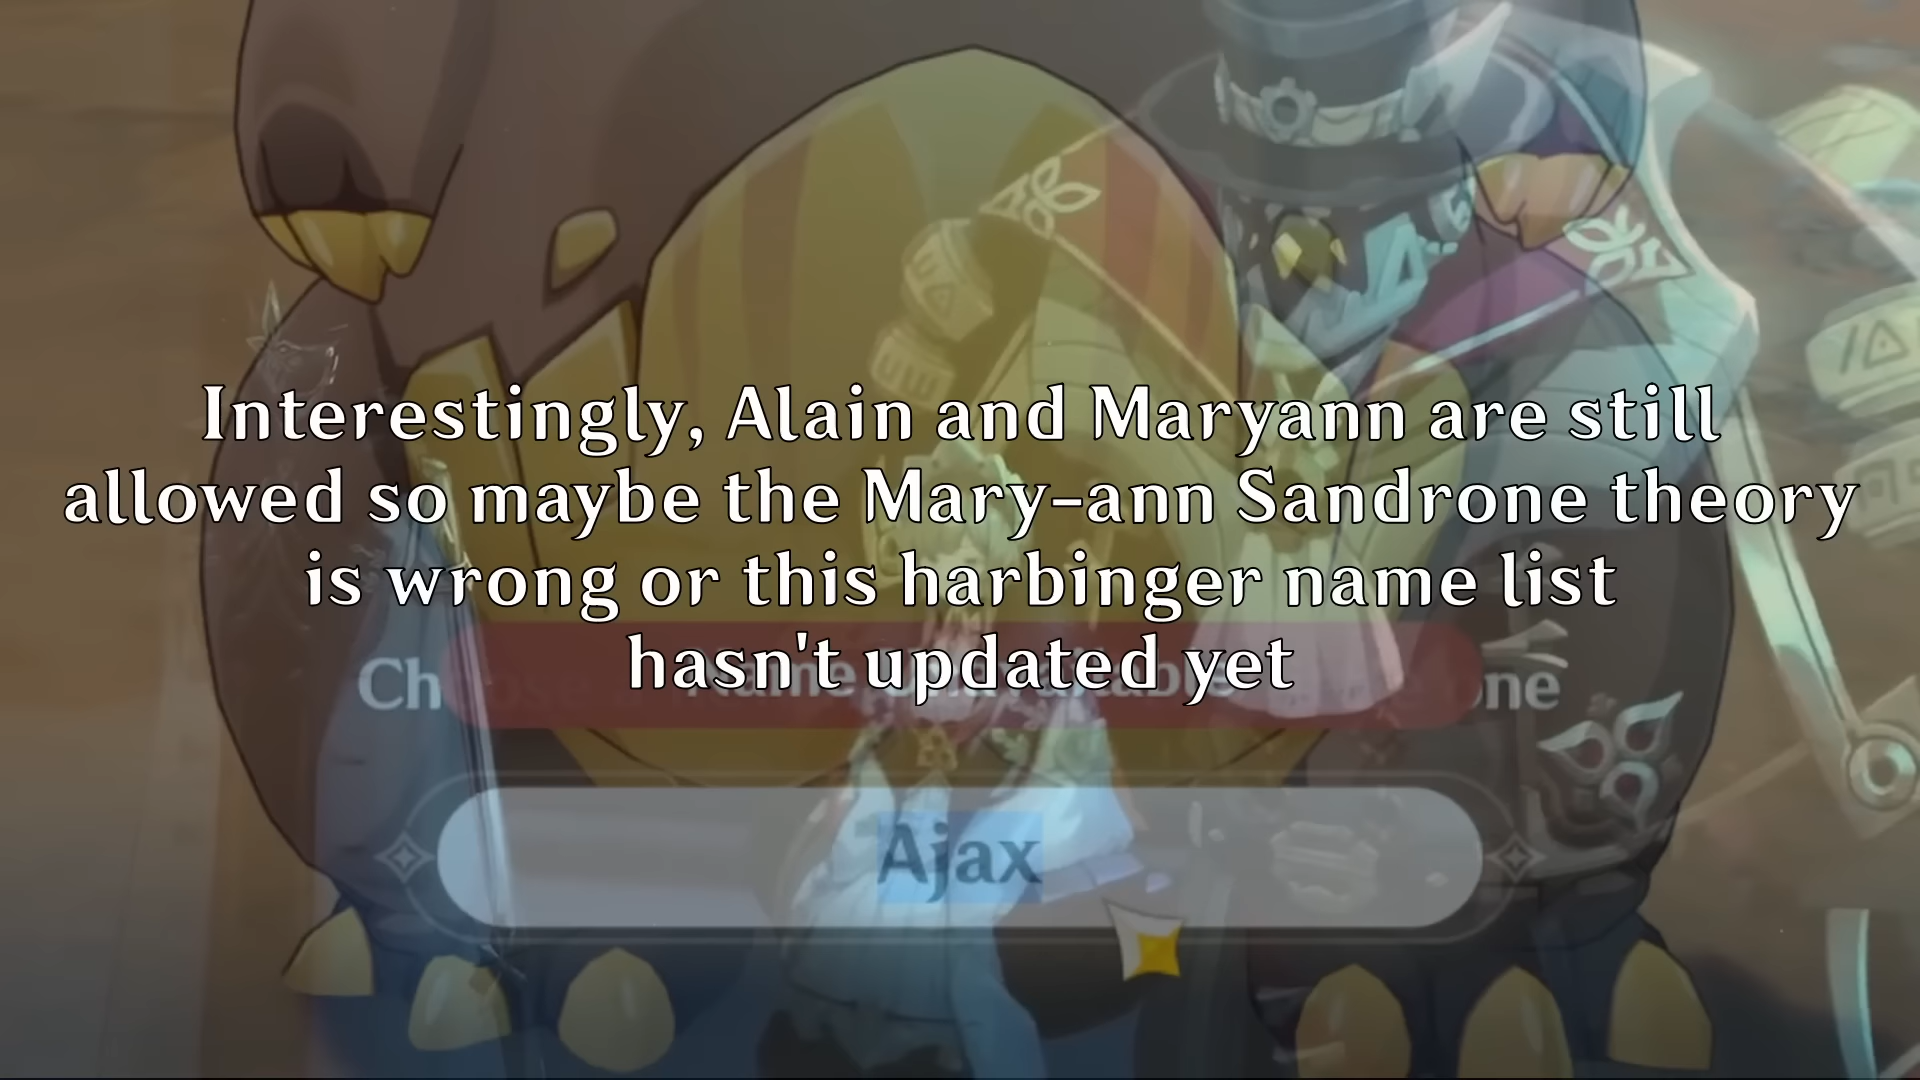 Interestingly, Alain and Maryann are still
allowed so maybe the Mary-ann Sandrone theory
is wrong or this harbinger name list
hasn't updated yet
Name
Ajax